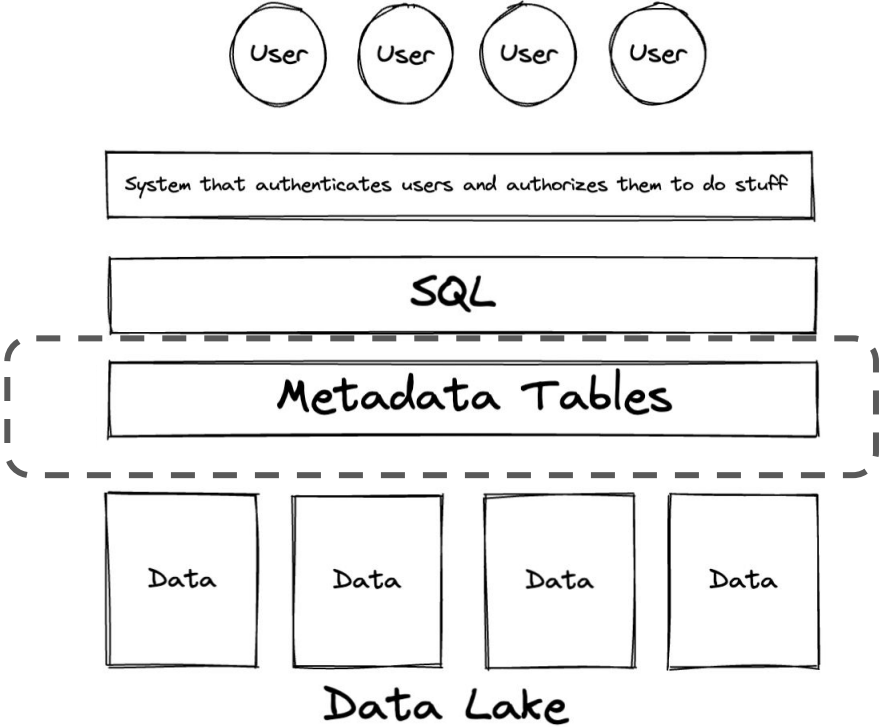 User User User User
System that authenticates users and authorizes them to do stuff
SQL
Metadata Tables
Data Data Data Data
Data Lake